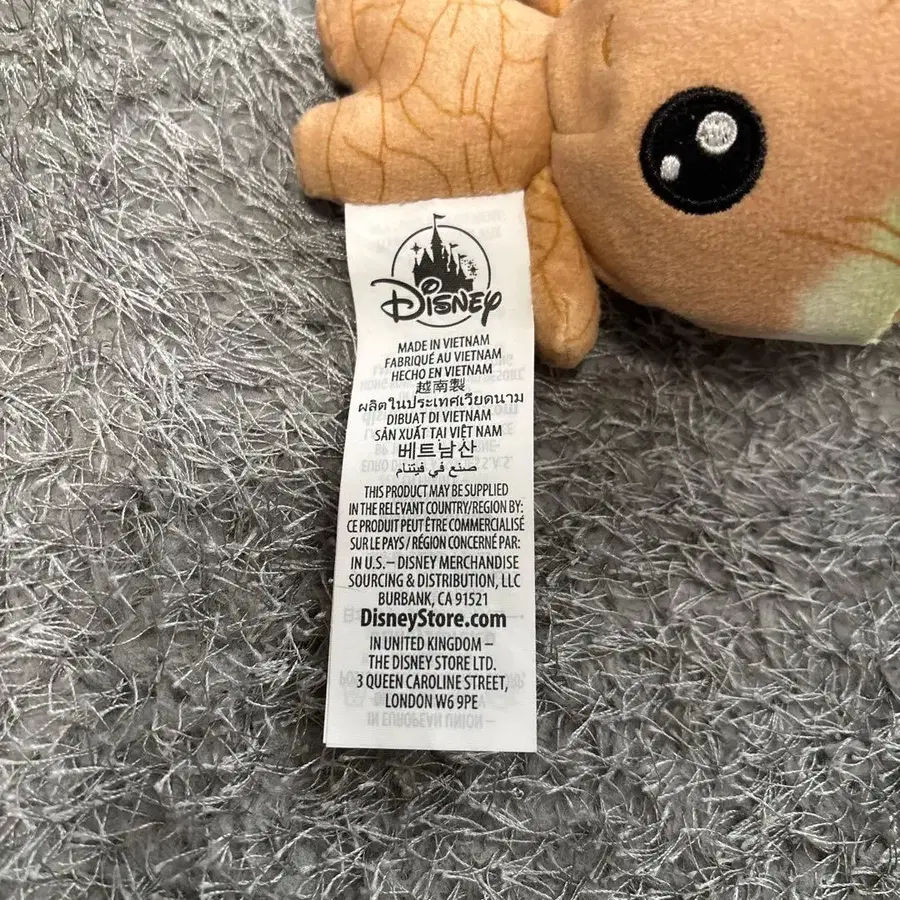 Disney
MADE IN VIETNAM
FABRIQUÉ AU VIETNAM
HECHO EN VIETNAM
越南製
ผลิตในประเทศเวียดนาม
DIBUAT DI VIETNAM
SẢN XUẤT TẠI VIỆT NAM
베트남산
صنع في فيتنام
THIS PRODUCT MAY BE SUPPLIED
IN THE RELEVANT COUNTRY/REGION BY:
CE PRODUIT PEUT ÊTRE COMMERCIALISÉ
SUR LE PAYS / RÉGION CONCERNÉ PAR:
IN U.S.– DISNEY MERCHANDISE
SOURCING & DISTRIBUTION, LLC
BURBANK, CA 91521
DisneyStore.com
IN UNITED KINGDOM –
THE DISNEY STORE LTD.
3 QUEEN CAROLINE STREET,
LONDON W6 9PE
IN EUROPEAN UNION –